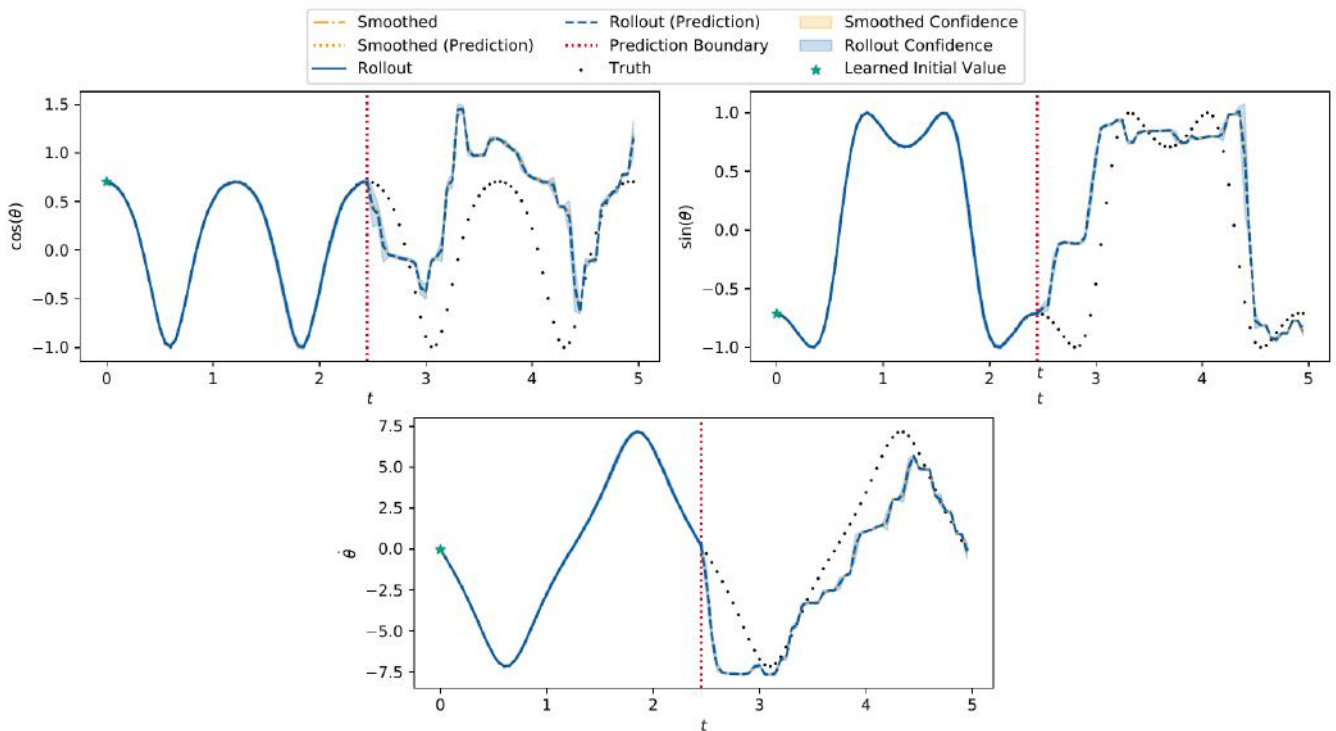 Smoothed Rollout (Prediction) Smoothed Confidence
Smoothed (Prediction) Prediction Boundary Rollout Confidence
Rollout Truth Learned Initial Value
1.5
1.0
0.5
0.0
−0.5
−1.0
cos(θ)
0 1 2 3 4 5
t
1.0
0.5
0.0
−0.5
−1.0
sin(θ)
0 1 2 3 4 5
t
t
7.5
5.0
2.5
0.0
−2.5
−5.0
−7.5
θ̇
0 1 2 3 4 5
t